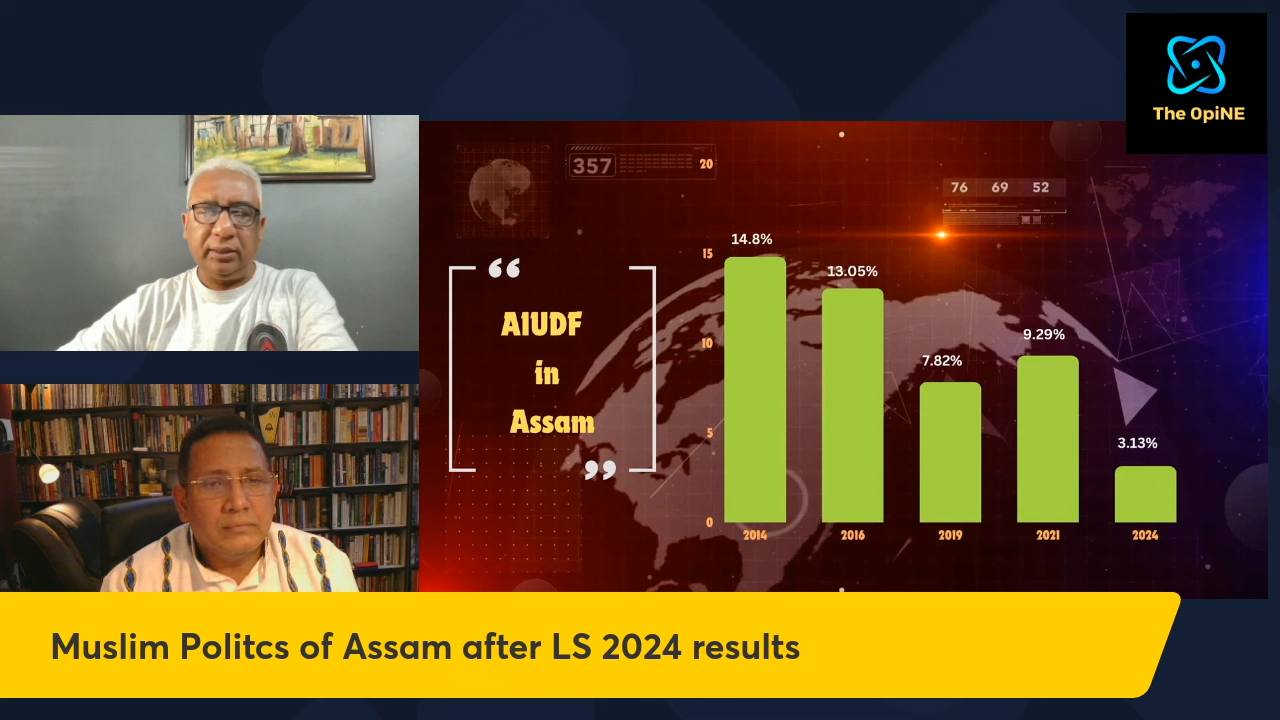 The OpiNE
357
20
76 69 52
15
10
5
0
“
AIUDF
in
Assam
”
14.8%
13.05%
7.82%
9.29%
3.13%
2014 2016 2019 2021 2024
Muslim Politcs of Assam after LS 2024 results